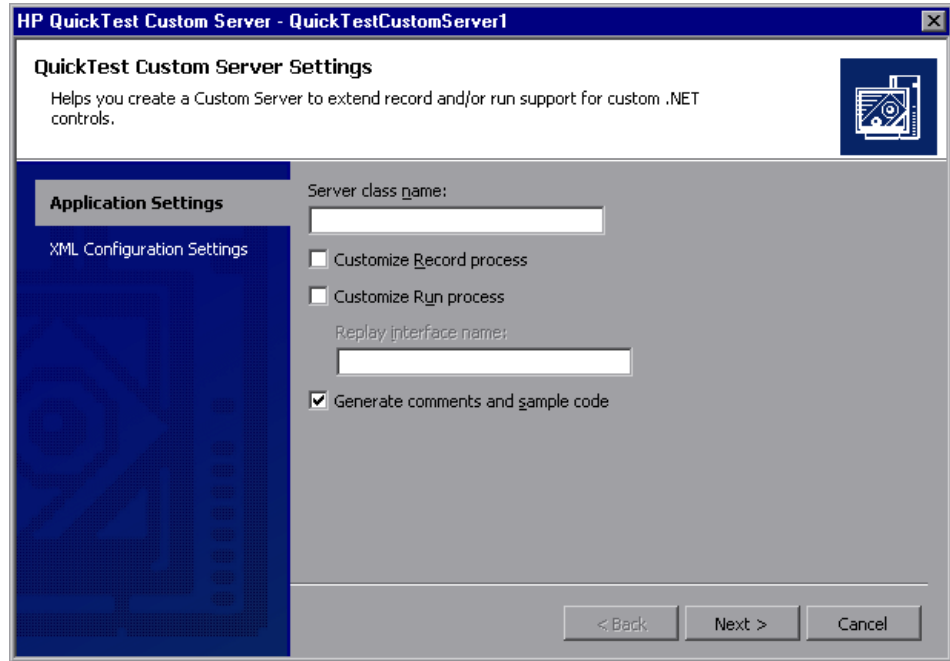 HP QuickTest Custom Server - QuickTestCustomServer1
QuickTest Custom Server Settings
Helps you create a Custom Server to extend record and/or run support for custom .NET
controls.
Application Settings
XML Configuration Settings
Server class name:
Customize Record process
Customize Run process
Replay interface name:
Generate comments and sample code
< Back
Next >
Cancel